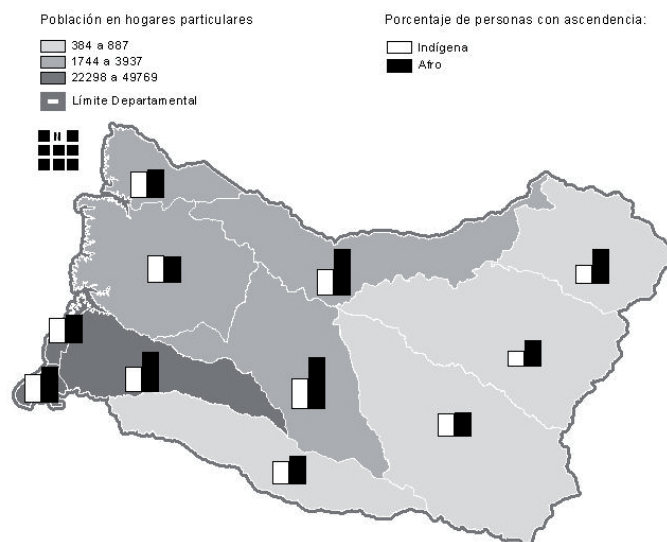 Población en hogares particulares
384 a 887
1744 a 3937
22298 a 49769
Límite Departamental
Porcentaje de personas con ascendencia:
Indígena
Afro
N